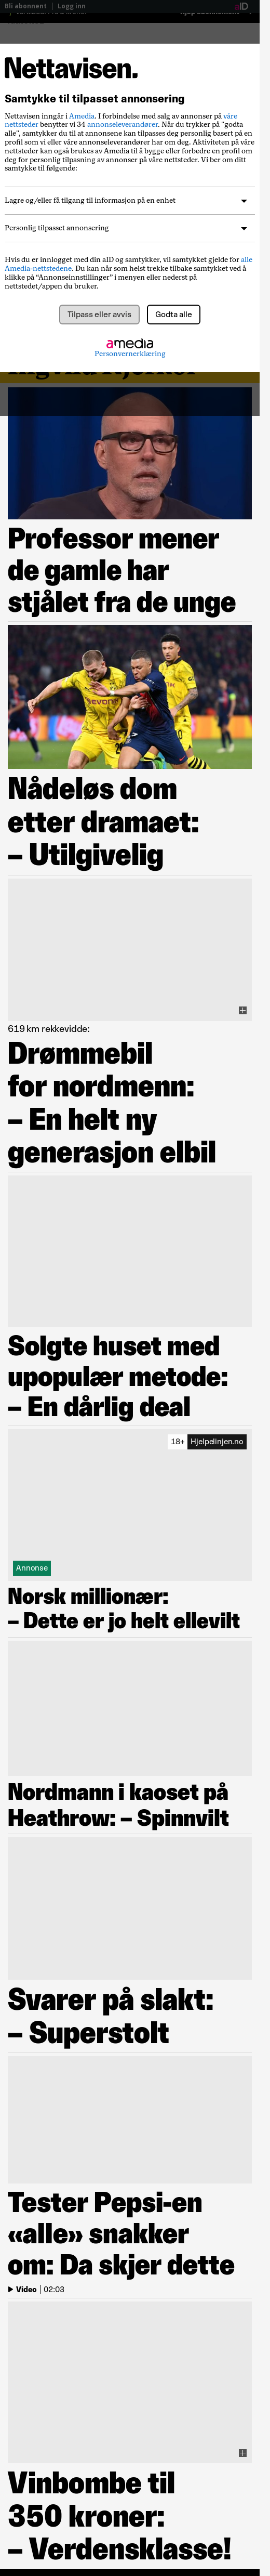 Bli abonnent | Logg inn
aID
Nettavisen.
Samtykke til tilpasset annonsering
Nettavisen inngår i Amedia. I forbindelse med salg av annonser på våre
nettsteder benytter vi 34 annonseleverandører. Når du trykker på "godta
alle", samtykker du til at annonsene kan tilpasses deg personlig basert på en
profil som vi eller våre annonseleverandører har om deg. Aktiviteten på våre
nettsteder kan også brukes av Amedia til å bygge eller forbedre en profil om
deg for personlig tilpasning av annonser på våre nettsteder. Vi ber om ditt
samtykke til følgende:
Lagre og/eller få tilgang til informasjon på en enhet
Personlig tilpasset annonsering
Hvis du er innlogget med din aID og samtykker, vil samtykket gjelde for alle
Amedia-nettstedene. Du kan når som helst trekke tilbake samtykket ved å
klikke på “Annonseinnstillinger” i menyen nederst på
nettstedet/appen du bruker.
Tilpass eller avvis
Godta alle
amedia
Personvernerklæring
Professor mener
de gamle har
stjålet fra de unge
Nådeløs dom
etter dramaet:
– Utilgivelig
619 km rekkevidde:
Drømmebil
for nordmenn:
– En helt ny
generasjon elbil
Solgte huset med
upopulær metode:
– En dårlig deal
18+ Hjelpelinjen.no
Annonse
Norsk millionær:
– Dette er jo helt ellevilt
Nordmann i kaoset på
Heathrow: – Spinnvilt
Svarer på slakt:
– Superstolt
Tester Pepsi-en
«alle» snakker
om: Da skjer dette
Video | 02:03
Vinbombe til
350 kroner:
– Verdensklasse!